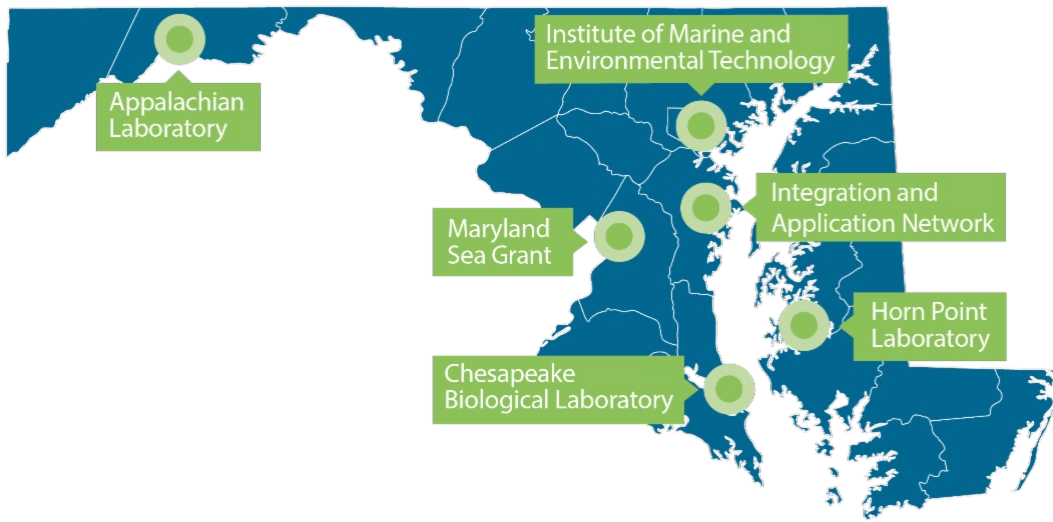 Institute of Marine and
Environmental Technology
Appalachian
Laboratory
Integration and
Application Network
Maryland
Sea Grant
Horn Point
Laboratory
Chesapeake
Biological Laboratory